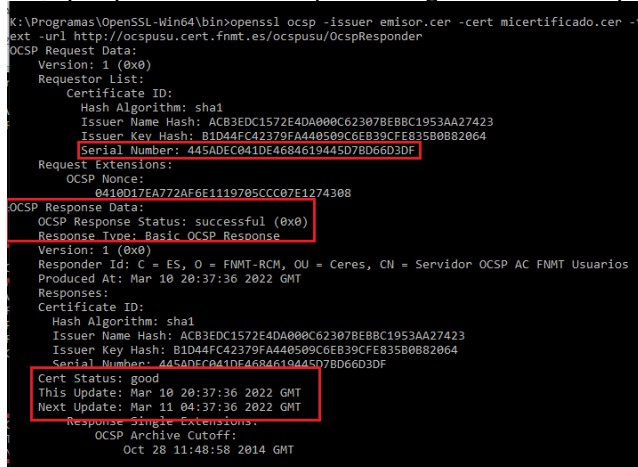 K:\Programas\OpenSSL-Win64\bin>openssl ocsp -issuer emisor.cer -cert micertificado.cer -
ext -url http://ocspusu.cert.fnmt.es/ocspusu/OcspResponder
OCSP Request Data:
Version: 1 (0x0)
Requestor List:
Certificate ID:
Hash Algorithm: sha1
Issuer Name Hash: ACB3EDC1572E4DA000C62307BEBBC1953AA27423
Issuer Key Hash: B1D44FC42379FA440509C6EB39CFE835B0B82064
Serial Number: 445ADEC041DE4684619445D7BD66D3DF
Request Extensions:
OCSP Nonce:
0410D17EA772AF6E1119705CCC07E1274308
OCSP Response Data:
OCSP Response Status: successful (0x0)
Response Type: Basic OCSP Response
Version: 1 (0x0)
Responder Id: C = ES, O = FNMT-RCM, OU = Ceres, CN = Servidor OCSP AC FNMT Usuarios
Produced At: Mar 10 20:37:36 2022 GMT
Responses:
Certificate ID:
Hash Algorithm: sha1
Issuer Name Hash: ACB3EDC1572E4DA000C62307BEBBC1953AA27423
Issuer Key Hash: B1D44FC42379FA440509C6EB39CFE835B0B82064
Serial Number: 445ADEC041DE4684619445D7BD66D3DF
Cert Status: good
This Update: Mar 10 20:37:36 2022 GMT
Next Update: Mar 11 04:37:36 2022 GMT
Response Single Extensions:
OCSP Archive Cutoff:
Oct 28 11:48:58 2014 GMT